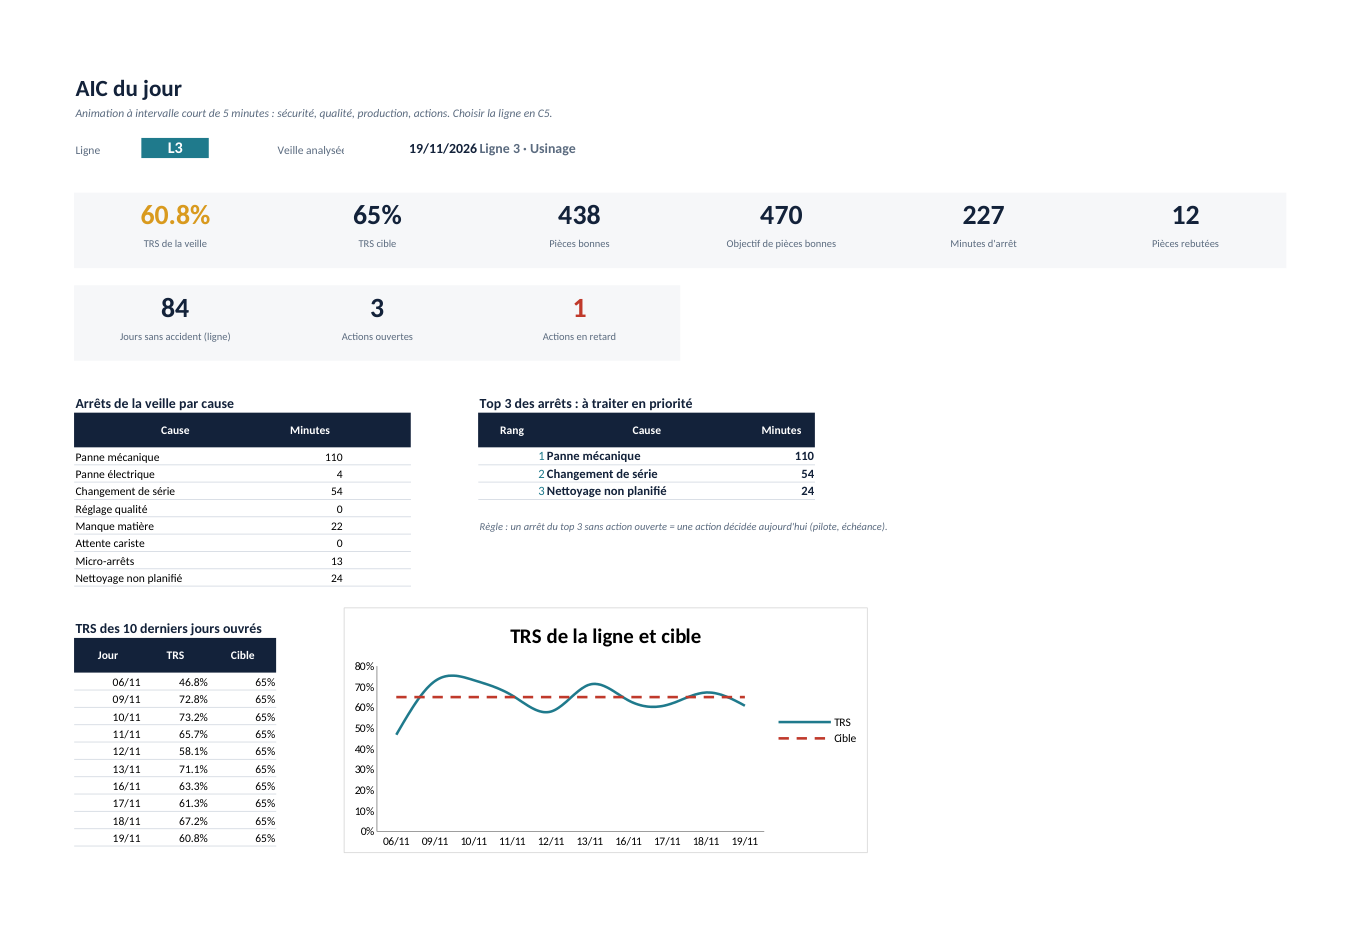 AIC du jour
Animation à intervalle court de 5 minutes : sécurité, qualité, production, actions. Choisir la ligne en C5.
Ligne L3 Veille analysée 19/11/2026 Ligne 3 · Usinage
60.8% 65% 438 470 227 12
TRS de la veille TRS cible Pièces bonnes Objectif de pièces bonnes Minutes d'arrêt Pièces rebutées
84 3 1
Jours sans accident (ligne) Actions ouvertes Actions en retard
Arrêts de la veille par cause
Cause Minutes
Panne mécanique 110
Panne électrique 4
Changement de série 54
Réglage qualité 0
Manque matière 22
Attente cariste 0
Micro-arrêts 13
Nettoyage non planifié 24
Top 3 des arrêts : à traiter en priorité
Rang Cause Minutes
1 Panne mécanique 110
2 Changement de série 54
3 Nettoyage non planifié 24
Règle : un arrêt du top 3 sans action ouverte = une action décidée aujourd'hui (pilote, échéance).
TRS des 10 derniers jours ouvrés
Jour TRS Cible
06/11 46.8% 65%
09/11 72.8% 65%
10/11 73.2% 65%
11/11 65.7% 65%
12/11 58.1% 65%
13/11 71.1% 65%
16/11 63.3% 65%
17/11 61.3% 65%
18/11 67.2% 65%
19/11 60.8% 65%
TRS de la ligne et cible
80%
70%
60%
50%
40%
30%
20%
10%
0%
06/11 09/11 10/11 11/11 12/11 13/11 16/11 17/11 18/11 19/11
TRS
Cible